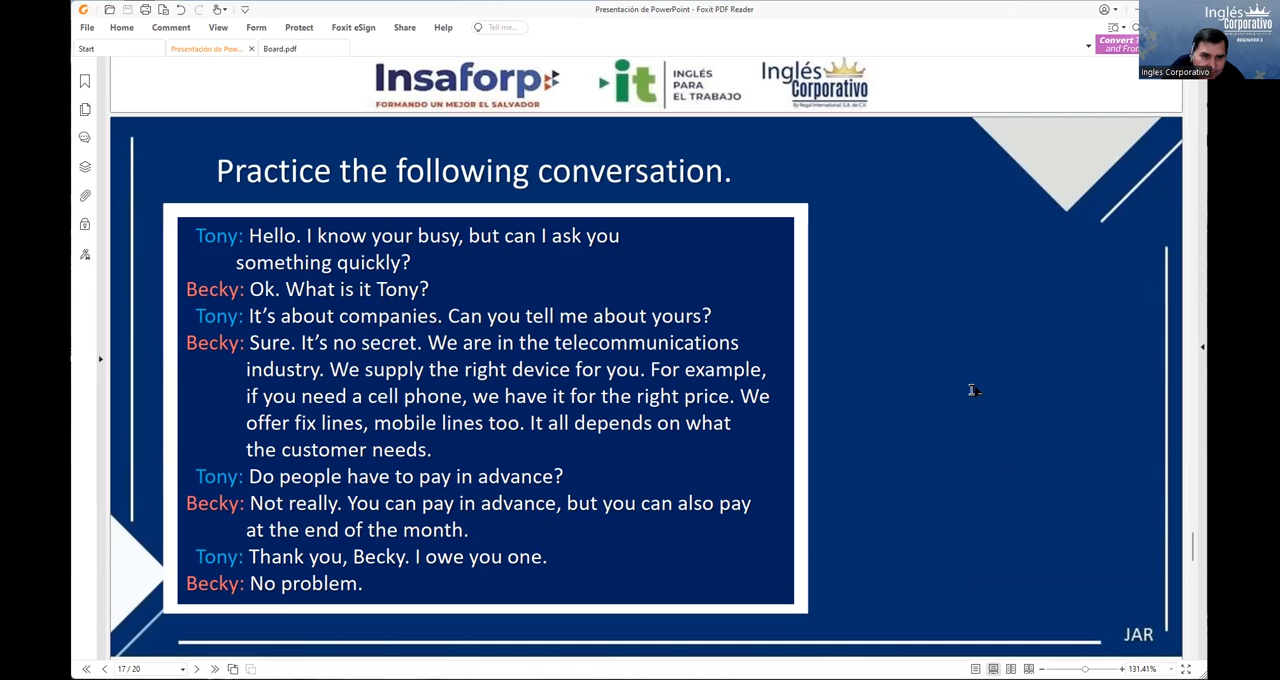 Presentación de PowerPoint - Foxit PDF Reader
File Home Comment View Form Protect Foxit eSign Share Help Tell me...
Start Presentación de Pow... Board.pdf
Convert
and
Inglés
Corporativo
BEGINNER 3
Ingles Corporativo
Insaforp
FORMANDO UN MEJOR EL SALVADOR
it INGLÉS
PARA
EL TRABAJO
Inglés
Corporativo
By Regal International, S.A. de C.V.
Practice the following conversation.
Tony: Hello. I know your busy, but can I ask you
something quickly?
Becky: Ok. What is it Tony?
Tony: It’s about companies. Can you tell me about yours?
Becky: Sure. It’s no secret. We are in the telecommunications
industry. We supply the right device for you. For example,
if you need a cell phone, we have it for the right price. We
offer fix lines, mobile lines too. It all depends on what
the customer needs.
Tony: Do people have to pay in advance?
Becky: Not really. You can pay in advance, but you can also pay
at the end of the month.
Tony: Thank you, Becky. I owe you one.
Becky: No problem.
JAR
17 / 20
131.41%